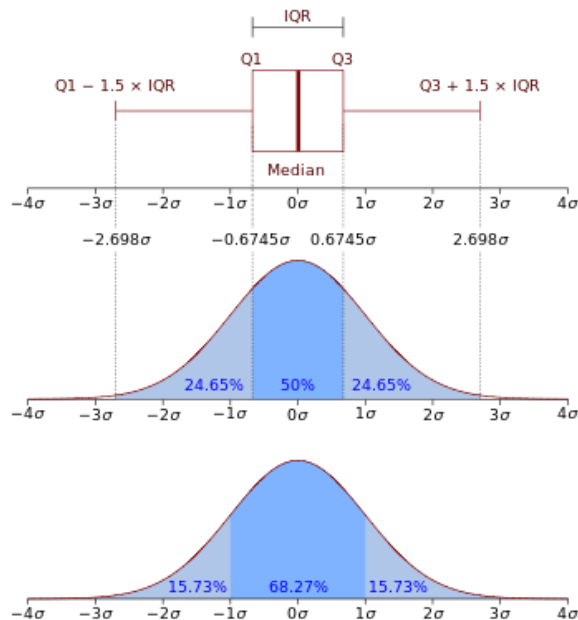 IQR
Q1 Q3
Q1 − 1.5 × IQR Q3 + 1.5 × IQR
Median
−4σ −3σ −2σ −1σ 0σ 1σ 2σ 3σ 4σ
−2.698σ −0.6745σ 0.6745σ 2.698σ
24.65% 50% 24.65%
−4σ −3σ −2σ −1σ 0σ 1σ 2σ 3σ 4σ
15.73% 68.27% 15.73%
−4σ −3σ −2σ −1σ 0σ 1σ 2σ 3σ 4σ